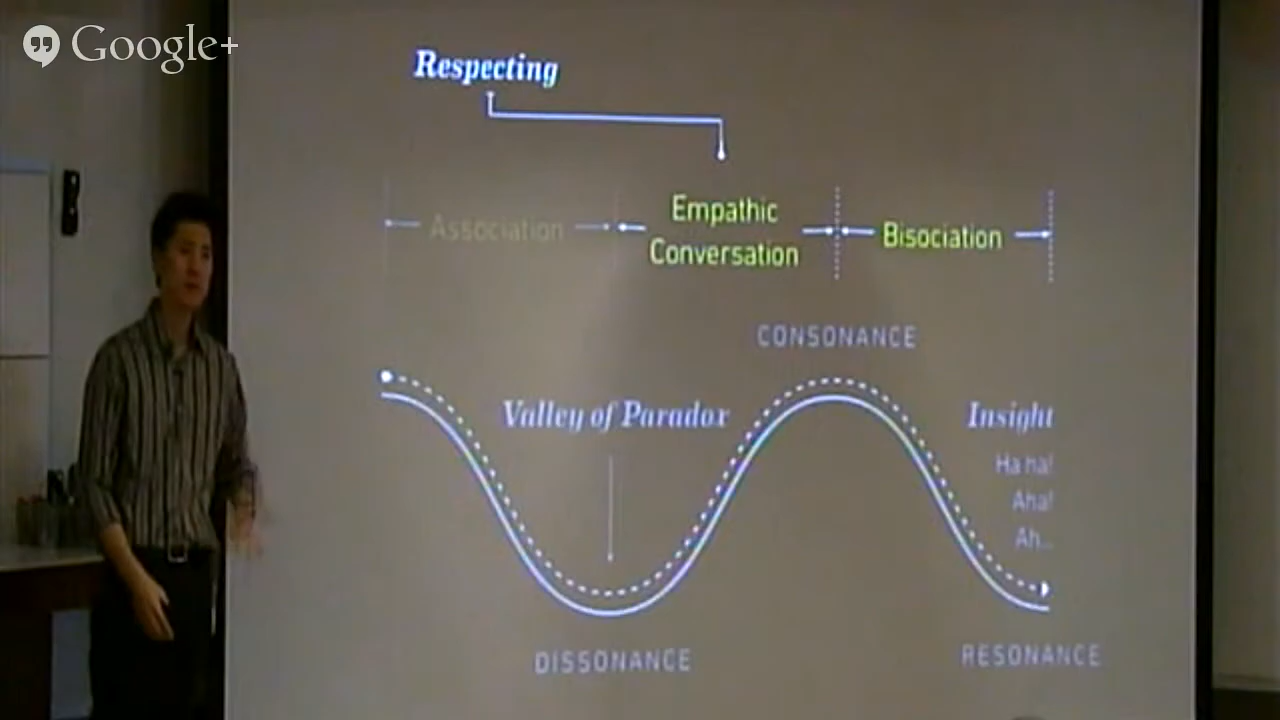 Google+
Respecting
Association
Empathic
Conversation
Bisociation
CONSONANCE
Valley of Paradox
Insight
Ha ha!
Aha!
Ah...
DISSONANCE
RESONANCE